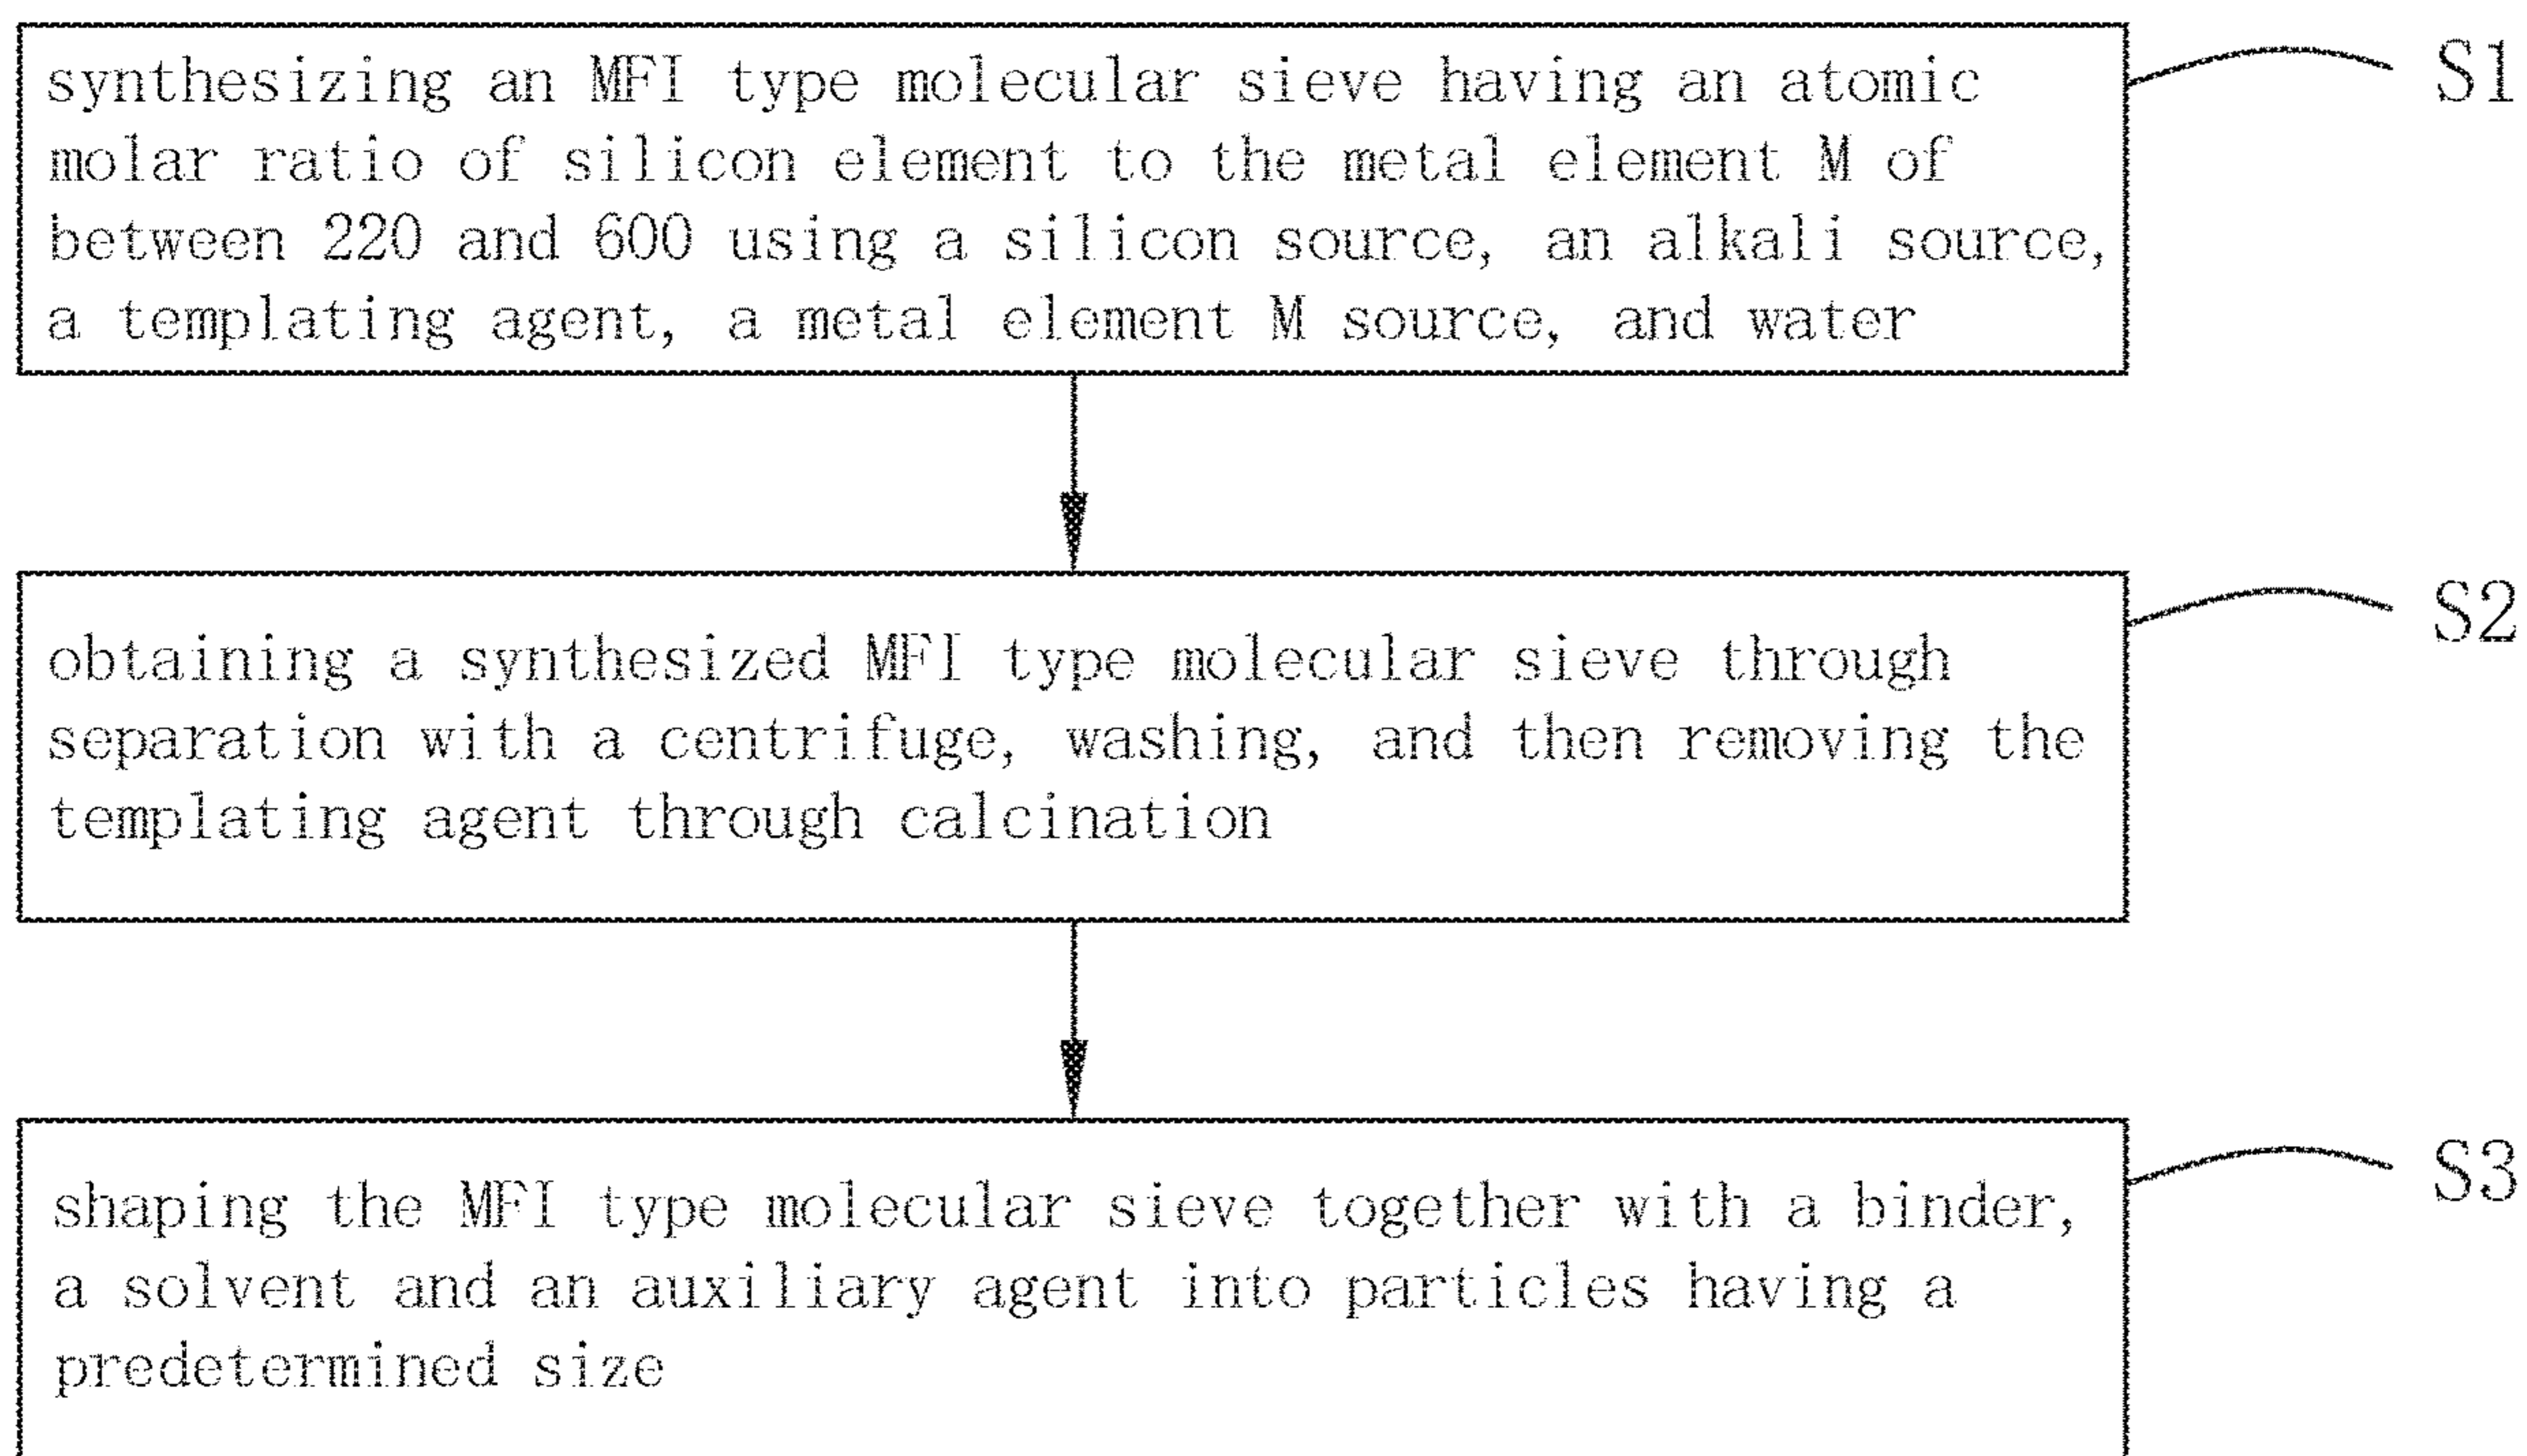 synthesizing an MFI type molecular sieve having an atomic
molar ratio of silicon element to the metal element M of
between 220 and 600 using a silicon source, an alkali source,
a templating agent, a metal element M source, and water
S1
obtaining a synthesized MFI type molecular sieve through
separation with a centrifuge, washing, and then removing the
templating agent through calcination
S2
shaping the MFI type molecular sieve together with a binder,
a solvent and an auxiliary agent into particles having a
predetermined size
S3